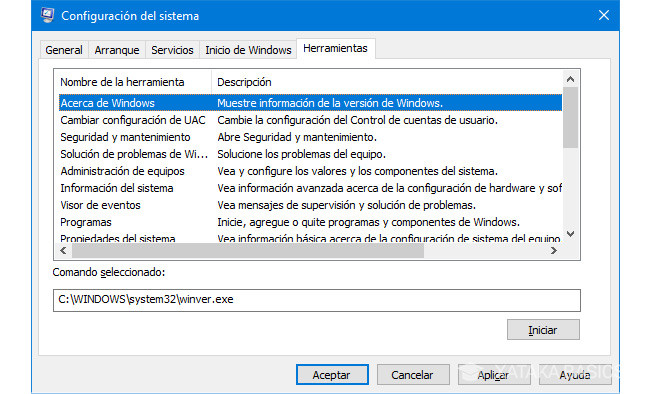 Configuración del sistema
General Arranque Servicios Inicio de Windows Herramientas
Nombre de la herramienta Descripción
Acerca de Windows Muestre información de la versión de Windows.
Cambiar configuración de UAC Cambie la configuración del Control de cuentas de usuario.
Seguridad y mantenimiento Abre Seguridad y mantenimiento.
Solución de problemas de Wi... Solucione los problemas del equipo.
Administración de equipos Vea y configure los valores y los componentes del sistema.
Información del sistema Vea información avanzada acerca de la configuración de hardware y sof
Visor de eventos Vea mensajes de supervisión y solución de problemas.
Programas Inicie, agregue o quite programas y componentes de Windows.
Propiedades del sistema Vea información básica acerca de la configuración de sistema del equipo
Comando seleccionado:
C:\WINDOWS\system32\winver.exe
Iniciar
Aceptar Cancelar Aplicar Ayuda
XATAKA BASICS